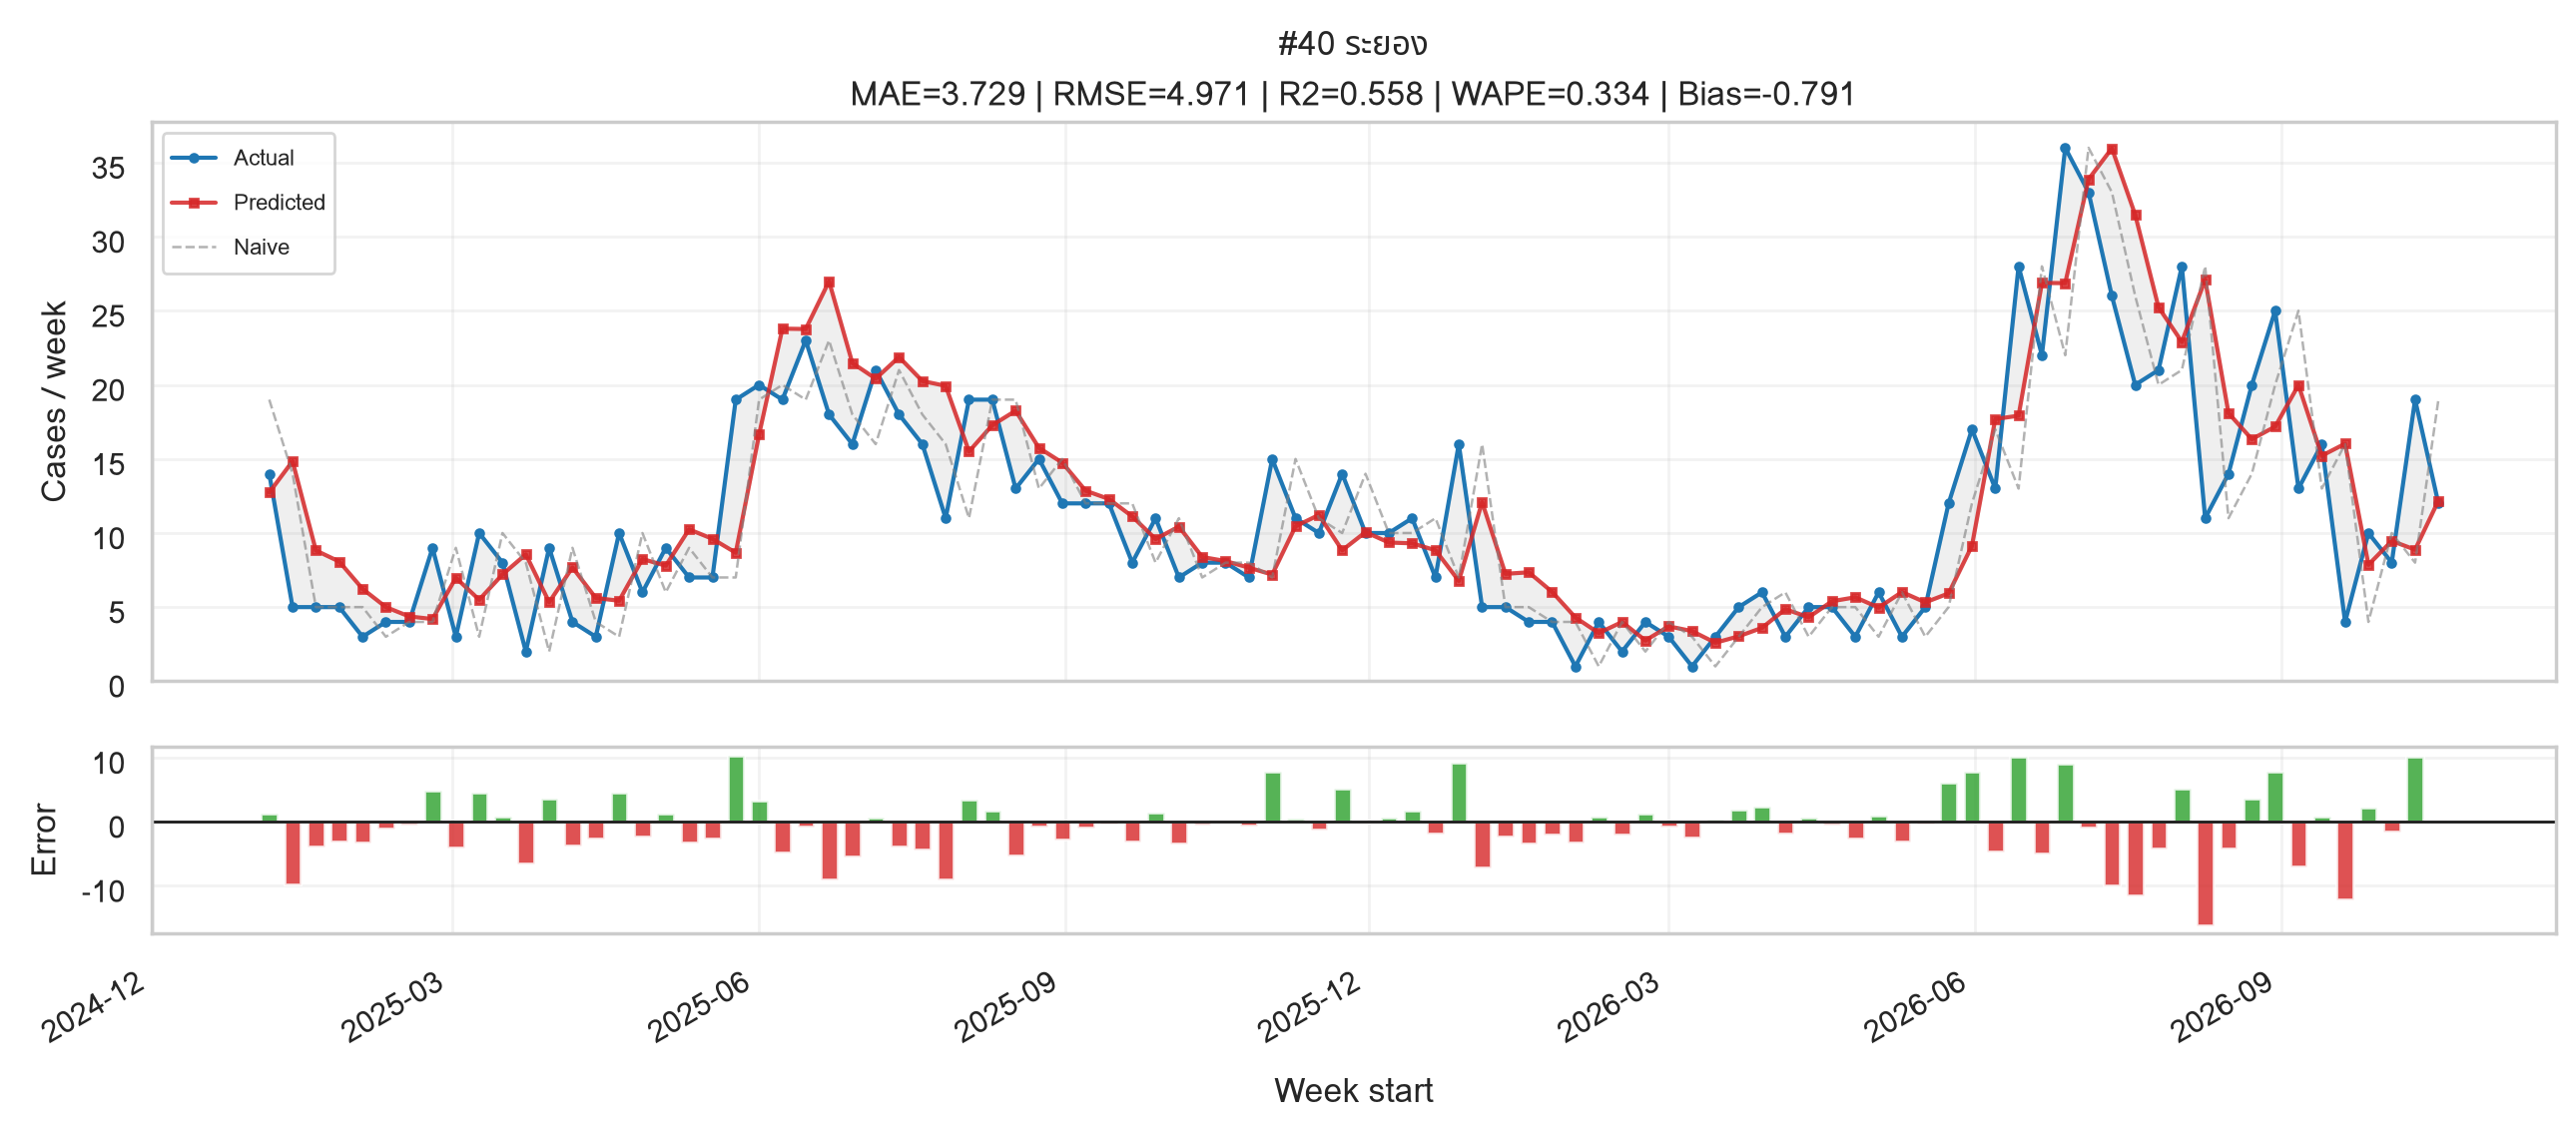 #40 ระยอง
MAE=3.729 | RMSE=4.971 | R2=0.558 | WAPE=0.334 | Bias=-0.791
Actual
Predicted
Naive
Cases / week
35
30
25
20
15
10
5
0
Error
10
0
-10
2024-12
2025-03
2025-06
2025-09
2025-12
2026-03
2026-06
2026-09
Week start